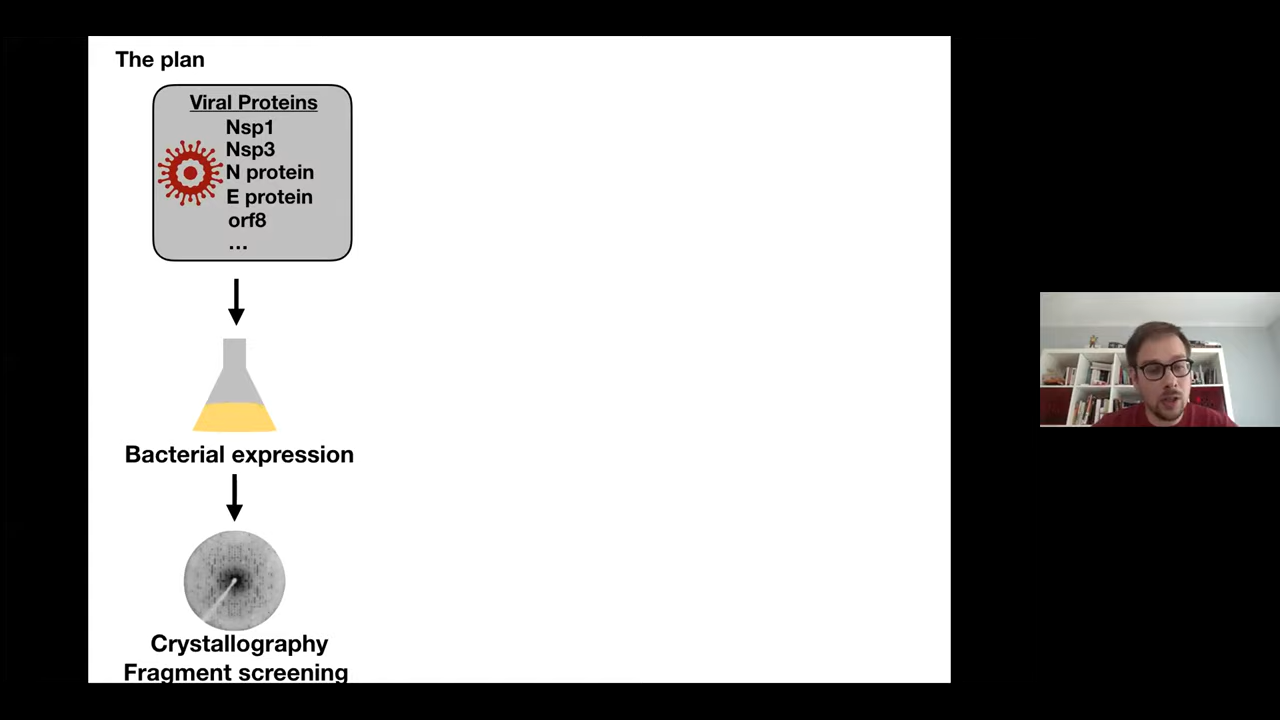 The plan
Viral Proteins
Nsp1
Nsp3
N protein
E protein
orf8
...
Bacterial expression
Crystallography
Fragment screening